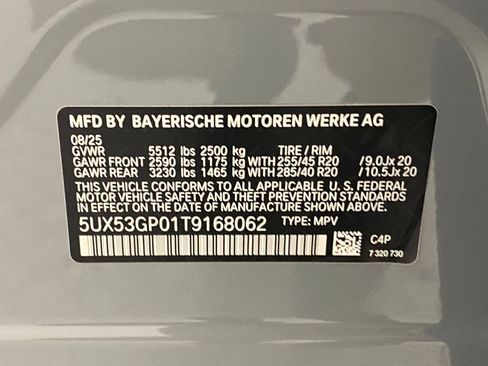 MFD BY BAYERISCHE MOTOREN WERKE AG
08/25
GVWR 5512 lbs 2500 kg TIRE / RIM
GAWR FRONT 2590 lbs 1175 kg WITH 255/45 R20 /9.0Jx 20
GAWR REAR 3230 lbs 1465 kg WITH 285/40 R20 /10.5Jx 20
THIS VEHICLE CONFORMS TO ALL APPLICABLE U. S. FEDERAL
MOTOR VEHICLE SAFETY AND THEFT PREVENTION STANDARDS
IN EFFECT ON THE DATE OF MANUFACTURE SHOWN ABOVE.
5UX53GP01T9168062 TYPE: MPV
C4P
7 320 730